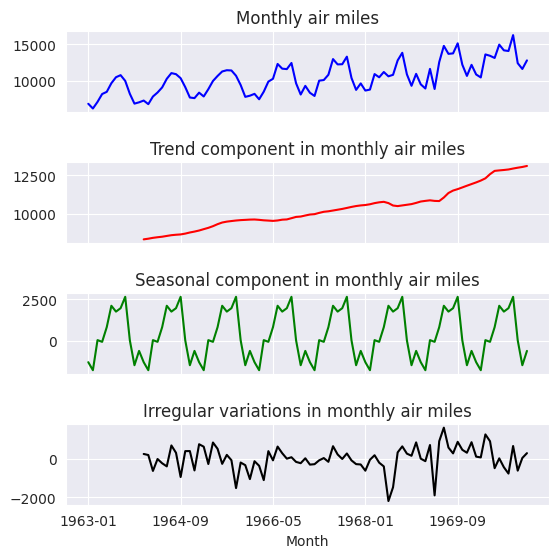 Monthly air miles
15000
10000
Trend component in monthly air miles
12500
10000
Seasonal component in monthly air miles
2500
0
Irregular variations in monthly air miles
0
−2000
1963-01 1964-09 1966-05 1968-01 1969-09
Month